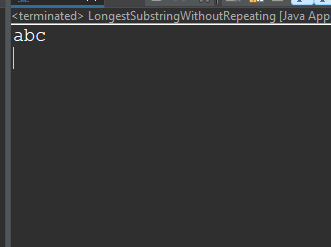 <terminated> LongestSubstringWithoutRepeating [Java App
abc